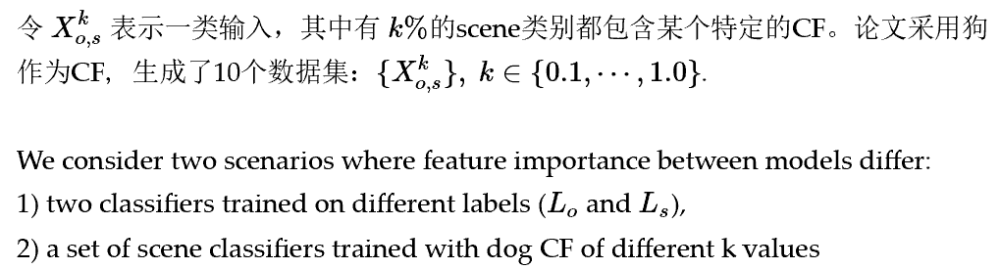 令 $X_{o,s}^{k}$ 表示一类输入，其中有 $k\%$的scene类别都包含某个特定的CF。论文采用狗
作为CF，生成了10个数据集：$\{X_{o,s}^{k}\},\ k \in \{0.1, \cdots, 1.0\}$.
We consider two scenarios where feature importance between models differ:
1) two classifiers trained on different labels ($L_o$ and $L_s$),
2) a set of scene classifiers trained with dog CF of different k values